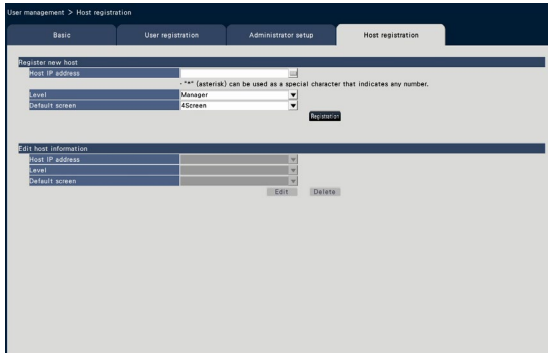 User management > Host registration
Basic
User registration
Administrator setup
Host registration
Register new host
Host IP address
- "*" (asterisk) can be used as a special character that indicates any number.
Level
Manager
Default screen
4Screen
Registration
Edit host information
Host IP address
Level
Default screen
Edit
Delete